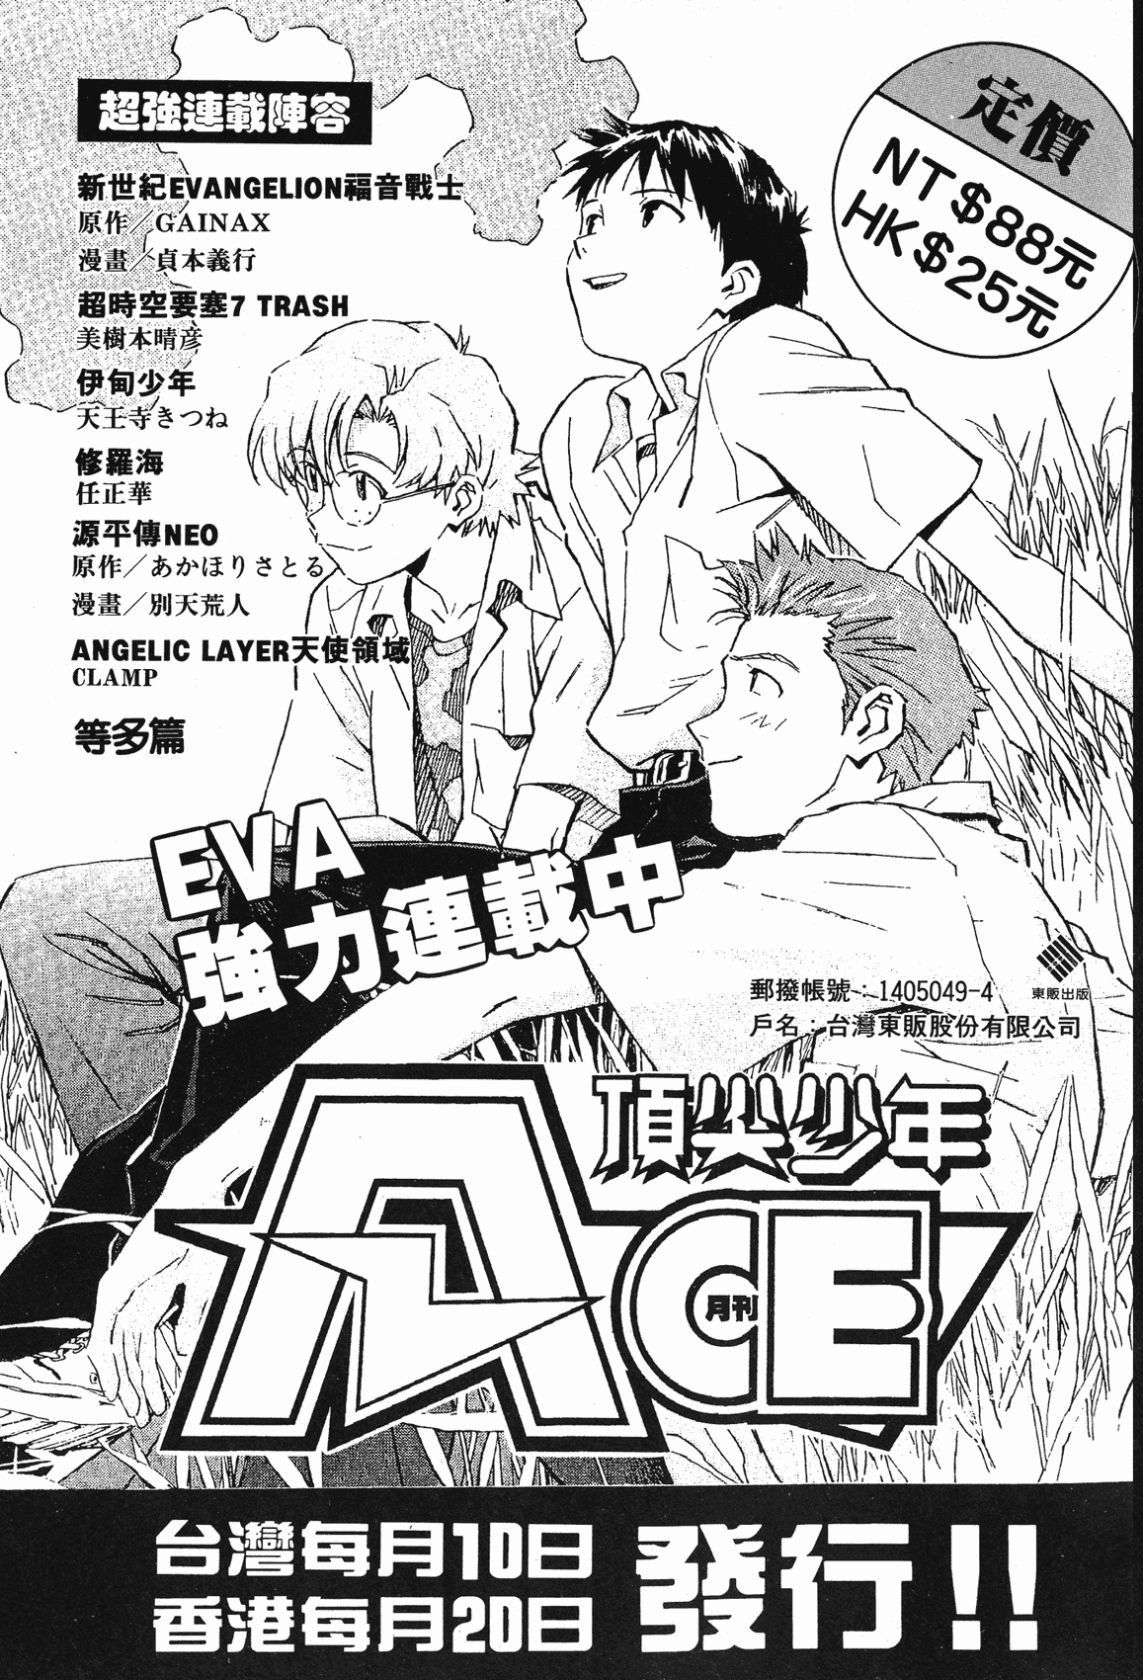 超強連載陣容
定價
NT$88元
HK$25元
新世紀EVANGELION福音戰士
原作／GAINAX
漫畫／貞本義行
超時空要塞7 TRASH
美樹本晴彦
伊甸少年
天王寺きつね
修羅海
任正華
源平傳NEO
原作／あかほりさとる
漫畫／別天荒人
ANGELIC LAYER天使領域
CLAMP
等多篇
EVA
強力連載中
郵撥帳號：1405049-4
戶名：台灣東販股份有限公司
東販出版
頂尖少年
ACE
月刊
台灣每月10日
香港每月20日
發行!!